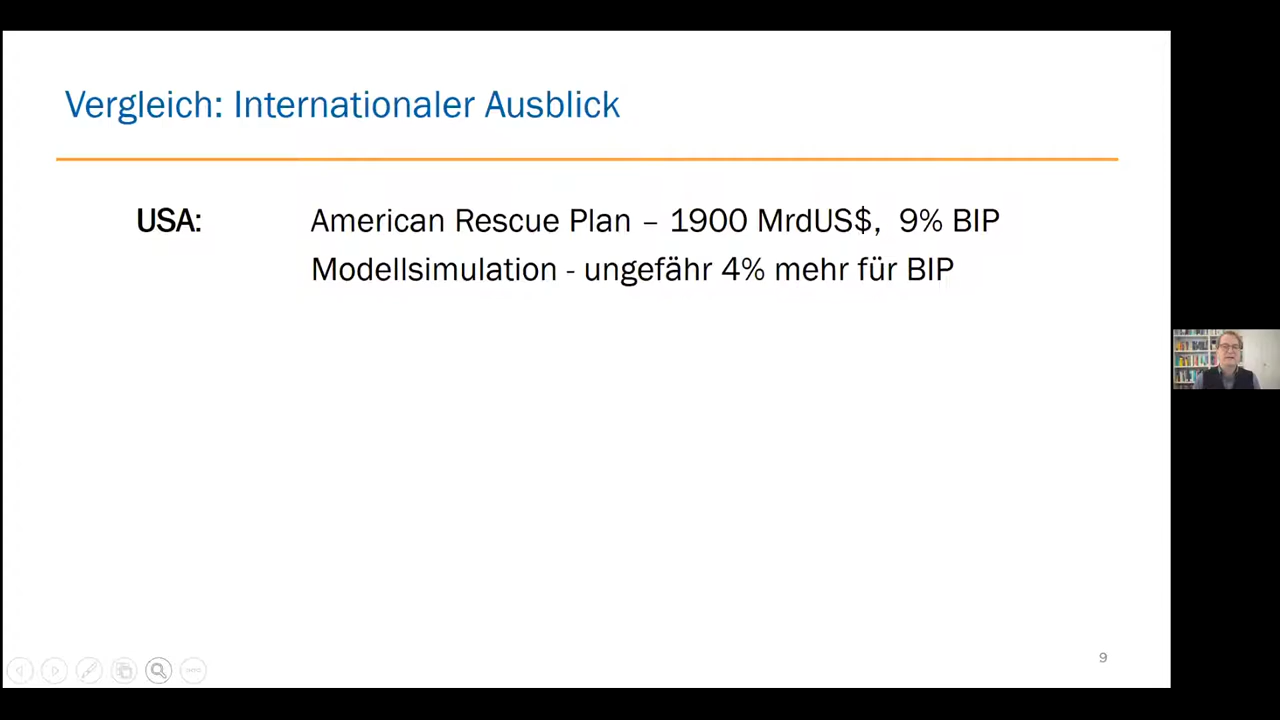 Vergleich: Internationaler Ausblick
USA: American Rescue Plan – 1900 MrdUS$, 9% BIP
Modellsimulation - ungefähr 4% mehr für BIP
9